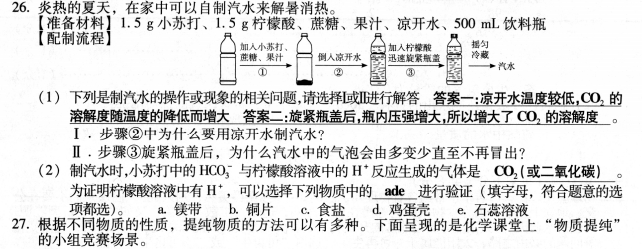 26. 炎热的夏天，在家中可以自制汽水来解暑消热。
【准备材料】1.5 g小苏打、1.5 g柠檬酸、蔗糖、果汁、凉开水、500 mL饮料瓶
【配制流程】
加入小苏打、蔗糖、果汁
①
倒入凉开水
②
加入柠檬酸
迅速旋紧瓶盖
③
摇匀
冷藏
汽水
(1) 下列是制汽水的操作或现象的相关问题,请选择Ⅰ或Ⅱ进行解答 答案一:凉开水温度较低,CO₂的
溶解度随温度的降低而增大 答案二:旋紧瓶盖后,瓶内压强增大,所以增大了CO₂的溶解度 。
Ⅰ．步骤②中为什么要用凉开水制汽水？
Ⅱ．步骤③旋紧瓶盖后，为什么汽水中的气泡会由多变少直至不再冒出？
(2) 制汽水时,小苏打中的HCO₃⁻与柠檬酸溶液中的H⁺反应生成的气体是 CO₂(或二氧化碳) 。
为证明柠檬酸溶液中有H⁺，可以选择下列物质中的 ade 进行验证（填字母，符合题意的选
项都选)。 a. 镁带 b. 铜片 c. 食盐 d. 鸡蛋壳 e. 石蕊溶液
27. 根据不同物质的性质，提纯物质的方法可以有多种。下面呈现的是化学课堂上“物质提纯”
的小组竞赛场景。